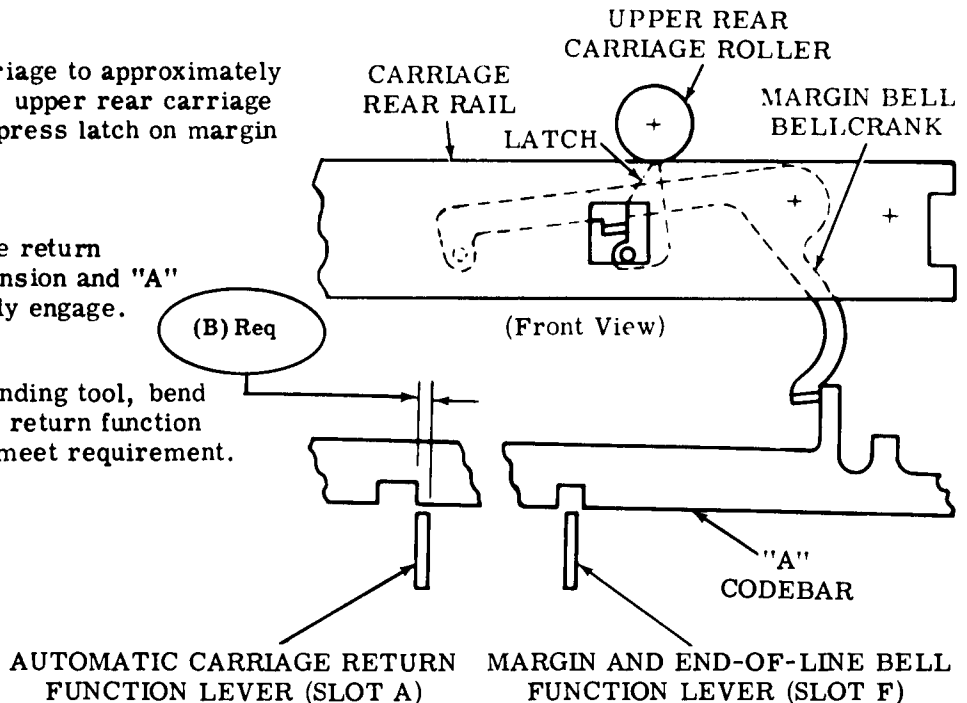 riage to approximately
upper rear carriage
press latch on margin
e return
nsion and "A"
ly engage.
nding tool, bend
return function
meet requirement.
UPPER REAR
CARRIAGE ROLLER
CARRIAGE
REAR RAIL
LATCH
MARGIN BELL
BELLCRANK
(Front View)
(B) Req
"A"
CODEBAR
AUTOMATIC CARRIAGE RETURN
FUNCTION LEVER (SLOT A)
MARGIN AND END-OF-LINE BELL
FUNCTION LEVER (SLOT F)